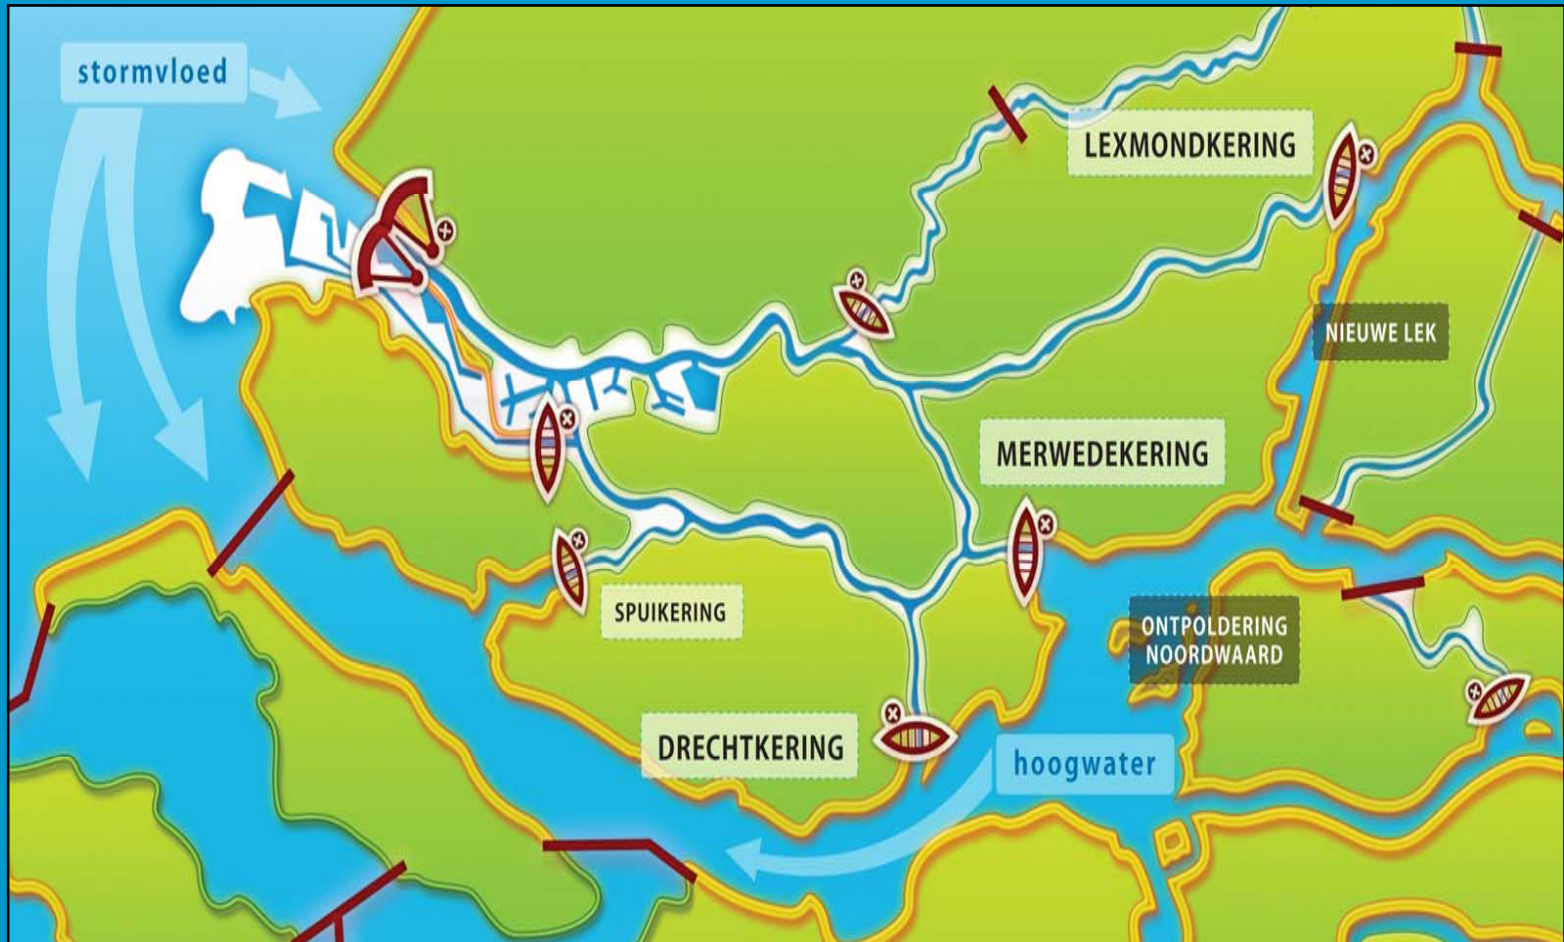 stormvloed
LEXMONDKERING
NIEUWE LEK
MERWEDEKERING
SPUIKERING
ONTPOLDERING
NOORDWAARD
DRECHTKERING
hoogwater